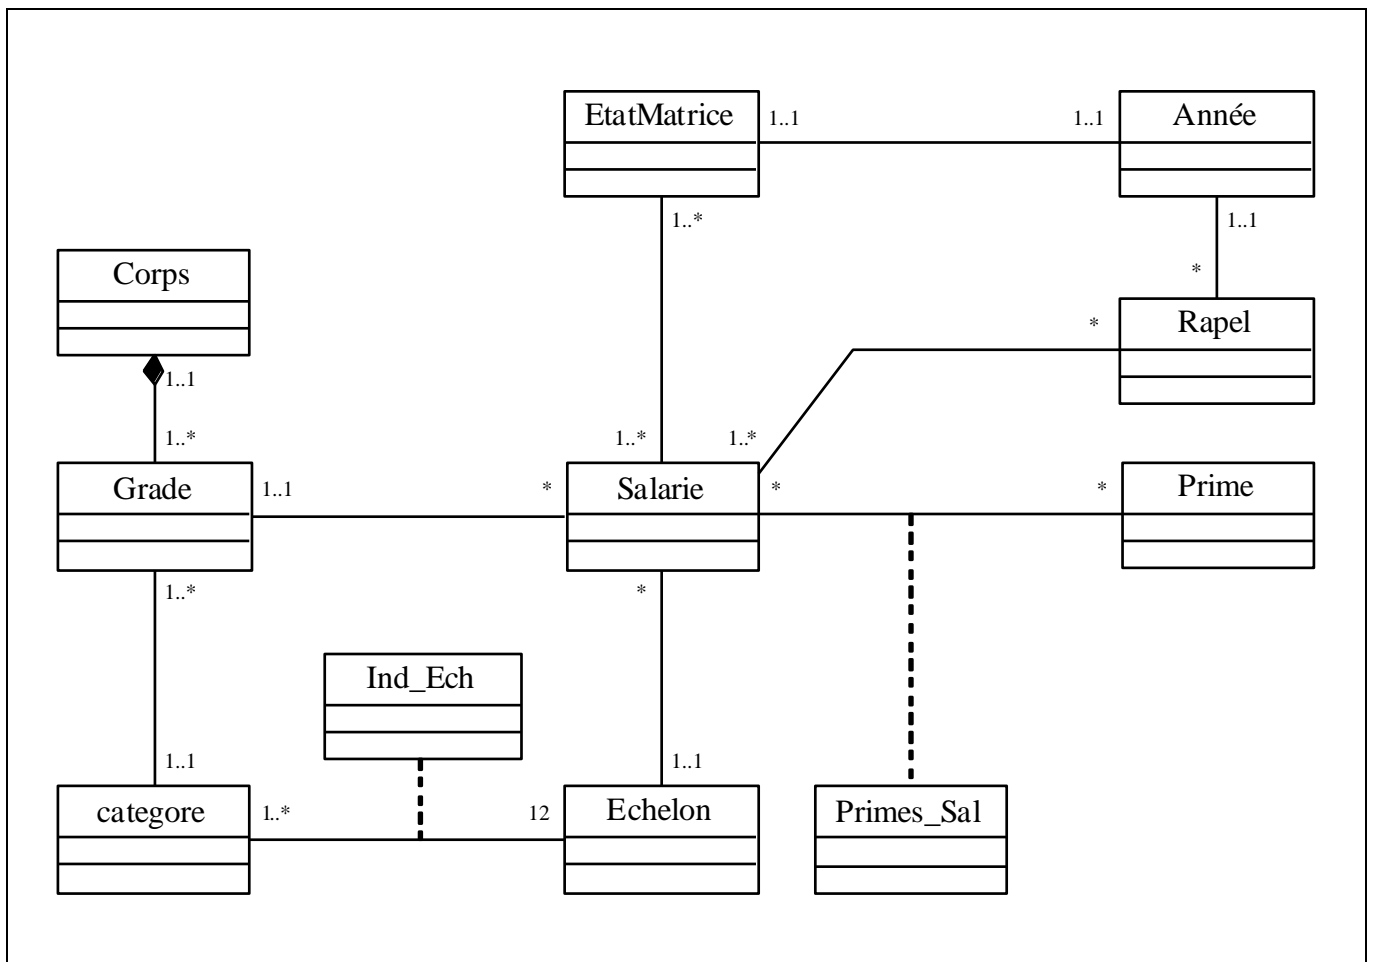 EtatMatrice 1..1 1..1 Année
1..* 1..1
Corps
* Rapel
*
1..1
1..* 1..* 1..*
Grade 1..1 * Salarie * * Prime
1..* *
Ind_Ech
1..1 1..1
categore 1..* 12 Echelon Primes_Sal